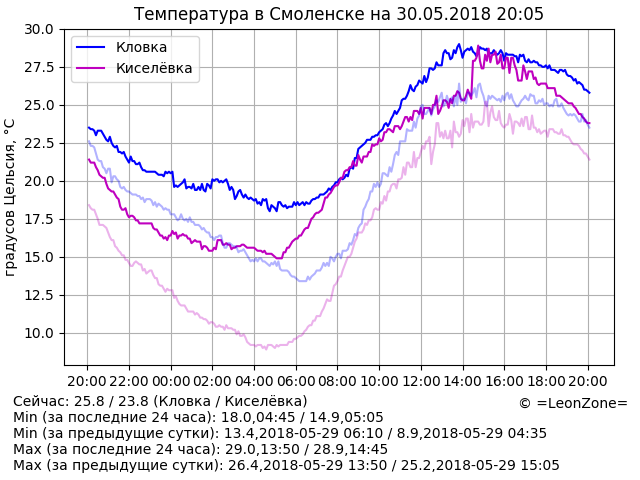 Температура в Смоленске на 30.05.2018 20:05
Кловка
Киселёвка
градусов Цельсия, °C
30.0
27.5
25.0
22.5
20.0
17.5
15.0
12.5
10.0
20:00 22:00 00:00 02:00 04:00 06:00 08:00 10:00 12:00 14:00 16:00 18:00 20:00
© =LeonZone=
Сейчас: 25.8 / 23.8 (Кловка / Киселёвка)
Min (за последние 24 часа): 18.0,04:45 / 14.9,05:05
Min (за предыдущие сутки): 13.4,2018-05-29 06:10 / 8.9,2018-05-29 04:35
Max (за последние 24 часа): 29.0,13:50 / 28.9,14:45
Max (за предыдущие сутки): 26.4,2018-05-29 13:50 / 25.2,2018-05-29 15:05